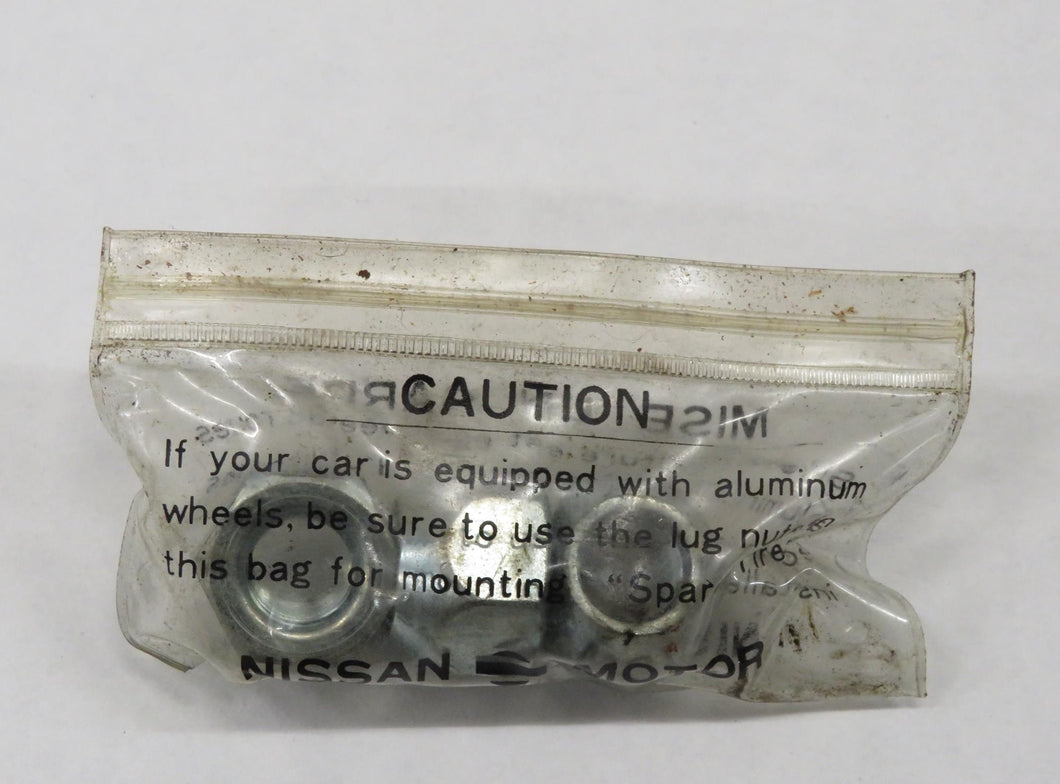 CAUTION
If your car is equipped with aluminum
wheels, be sure to use the lug
this bag for mounting "Spar
NISSAN MOTOR